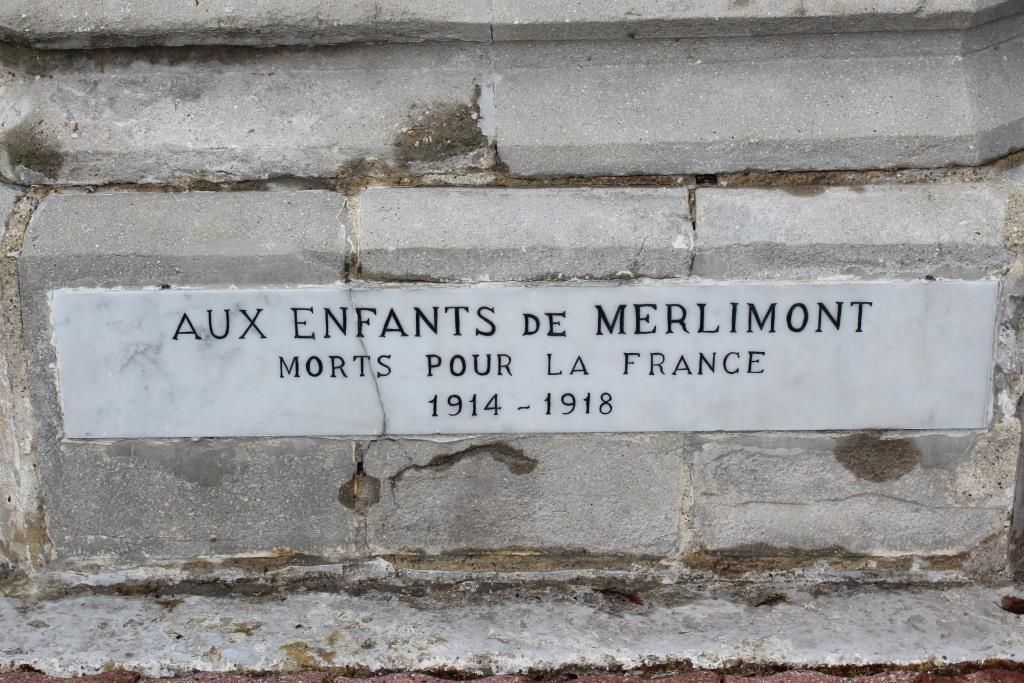 AUX ENFANTS DE MERLIMONT
MORTS POUR LA FRANCE
1914 - 1918